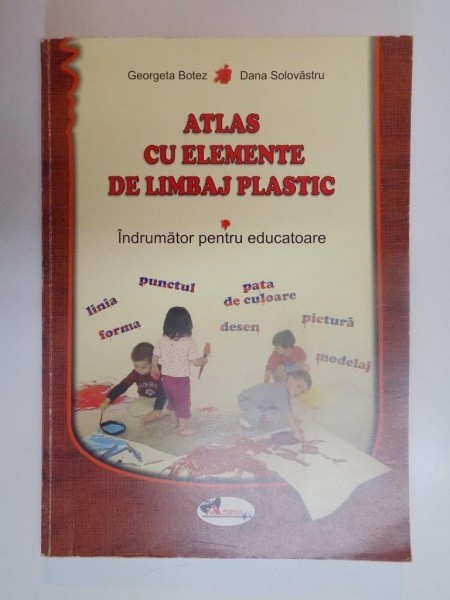 Georgeta Botez Dana Solovăstru
ATLAS
CU ELEMENTE
DE LIMBAJ PLASTIC
Îndrumător pentru educatoare
linia
punctul
pata
de culoare
forma
desen
pictură
modelaj
Aramis